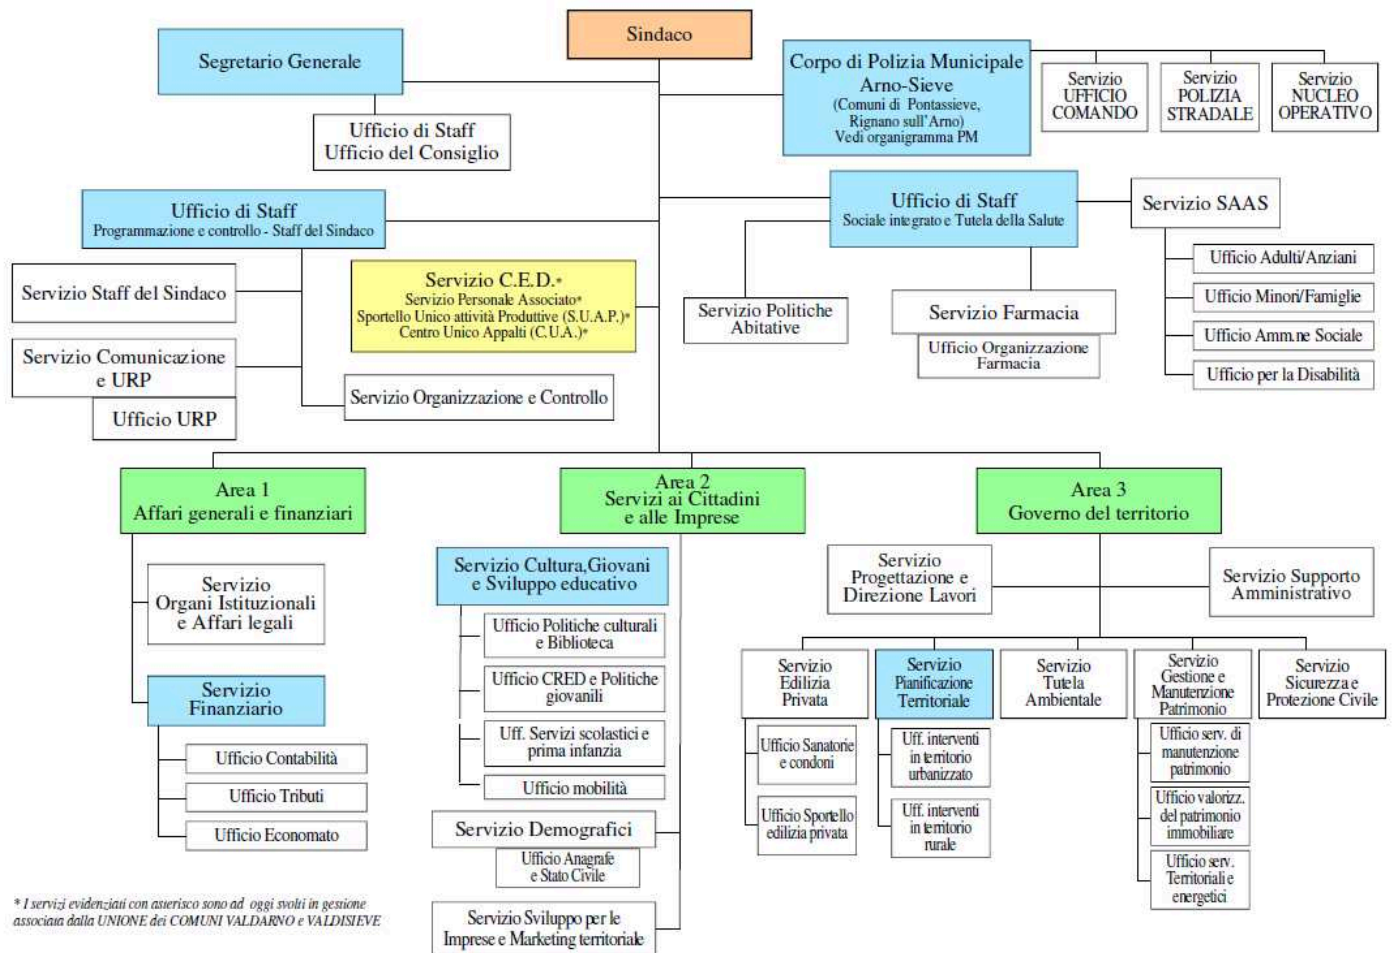 Sindaco
Segretario Generale
Ufficio di Staff
Ufficio del Consiglio
Corpo di Polizia Municipale
Arno-Sieve
(Comuni di Pontassieve,
Rignano sull'Arno)
Vedi organigramma PM
Servizio
UFFICIO
COMANDO
Servizio
POLIZIA
STRADALE
Servizio
NUCLEO
OPERATIVO
Ufficio di Staff
Programmazione e controllo - Staff del Sindaco
Servizio Staff del Sindaco
Servizio Comunicazione
e URP
Ufficio URP
Servizio C.E.D.*
Servizio Personale Associato*
Sportello Unico attività Produttive (S.U.A.P.)*
Centro Unico Appalti (C.U.A.)*
Servizio Organizzazione e Controllo
Ufficio di Staff
Sociale integrato e Tutela della Salute
Servizio Politiche
Abitative
Servizio Farmacia
Ufficio Organizzazione
Farmacia
Servizio SAAS
Ufficio Adulti/Anziani
Ufficio Minori/Famiglie
Ufficio Amm.ne Sociale
Ufficio per la Disabilità
Area 1
Affari generali e finanziari
Servizio
Organi Istituzionali
e Affari legali
Servizio
Finanziario
Ufficio Contabilità
Ufficio Tributi
Ufficio Economato
Area 2
Servizi ai Cittadini
e alle Imprese
Servizio Cultura,Giovani
e Sviluppo educativo
Ufficio Politiche culturali
e Biblioteca
Ufficio CRED e Politiche
giovanili
Uff. Servizi scolastici e
prima infanzia
Ufficio mobilità
Servizio Demografici
Ufficio Anagrafe
e Stato Civile
Servizio Sviluppo per le
Imprese e Marketing territoriale
Area 3
Governo del territorio
Servizio
Progettazione e
Direzione Lavori
Servizio Supporto
Amministrativo
Servizio
Edilizia
Privata
Ufficio Sanatorie
e condoni
Ufficio Sportello
edilizia privata
Servizio
Pianificazione
Territoriale
Uff. interventi
in territorio
urbanizzato
Uff. interventi
in territorio
rurale
Servizio
Tutela
Ambientale
Servizio
Gestione e
Manutenzione
Patrimonio
Ufficio serv. di
manutenzione
patrimonio
Ufficio valorizz.
del patrimonio
immobiliare
Ufficio serv.
Territoriali e
energetici
Servizio
Sicurezza e
Protezione Civile
* I servizi evidenziati con asterisco sono ad oggi svolti in gestione
associata dalla UNIONE dei COMUNI VALDARNO e VALDISIEVE